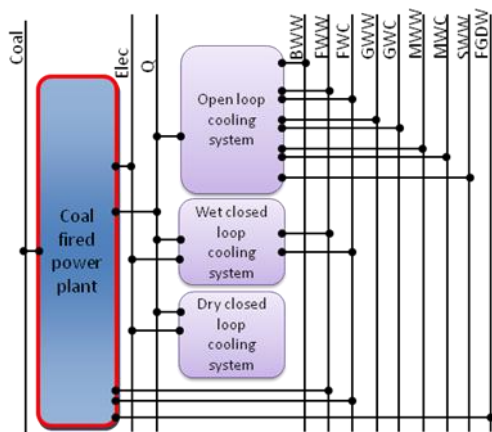 Coal
Elec
Q
BWW
FWW
FWC
GWW
GWC
MWW
MWC
SWW
FGDW
Coal
fired
power
plant
Open loop
cooling
system
Wet closed
loop
cooling
system
Dry closed
loop
cooling
system